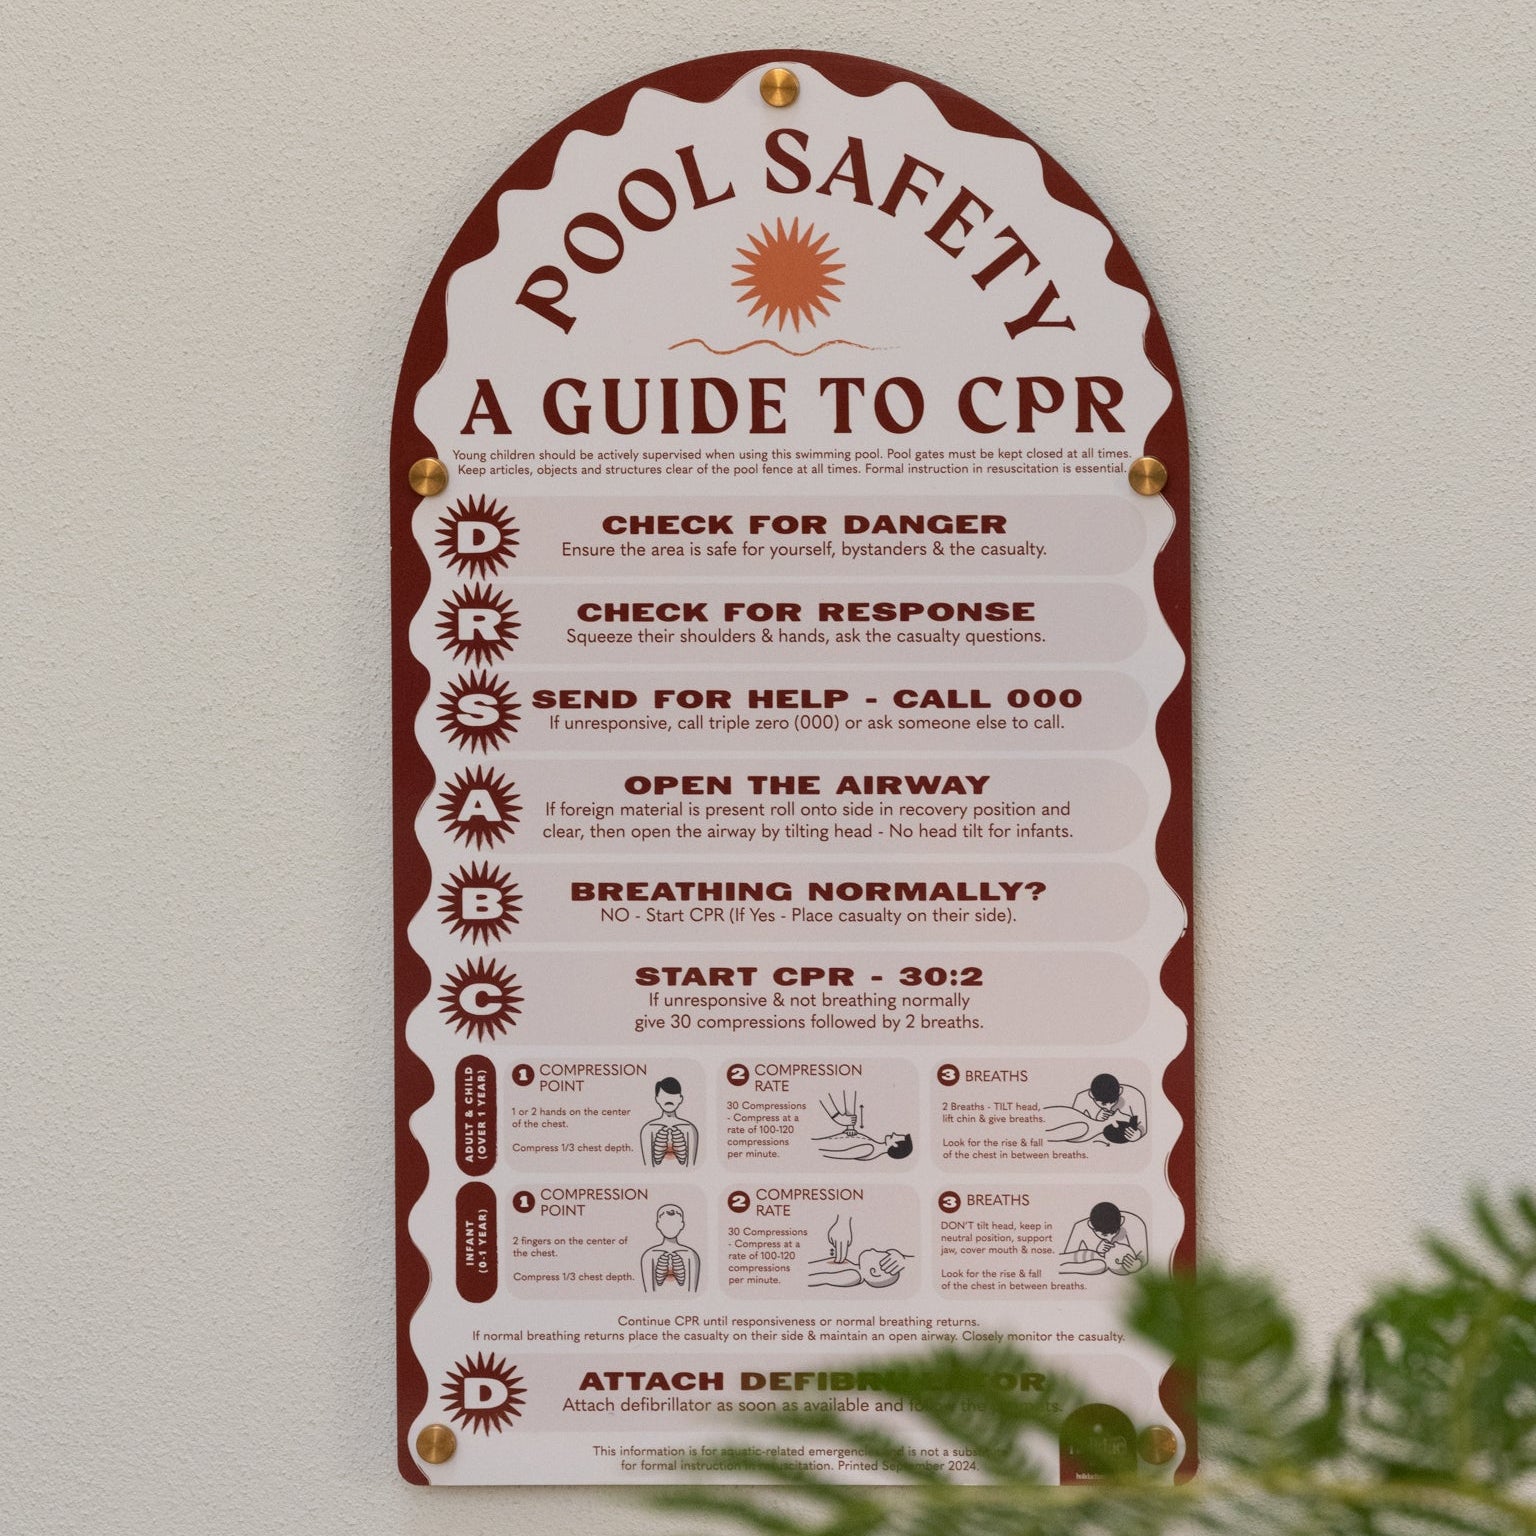 POOL SAFETY
A GUIDE TO CPR
Young children should be actively supervised when using this swimming pool. Pool gates must be kept closed at all times.
Keep articles, objects and structures clear of the pool fence at all times. Formal instruction in resuscitation is essential.
D
CHECK FOR DANGER
Ensure the area is safe for yourself, bystanders & the casualty.
R
CHECK FOR RESPONSE
Squeeze their shoulders & hands, ask the casualty questions.
S
SEND FOR HELP - CALL 000
If unresponsive, call triple zero (000) or ask someone else to call.
A
OPEN THE AIRWAY
If foreign material is present roll onto side in recovery position and
clear, then open the airway by tilting head - No head tilt for infants.
B
BREATHING NORMALLY?
NO - Start CPR (If Yes - Place casualty on their side).
C
START CPR - 30:2
If unresponsive & not breathing normally
give 30 compressions followed by 2 breaths.
ADULT & CHILD
(OVER 1 YEAR)
1 COMPRESSION
POINT
1 or 2 hands on the center
of the chest.
Compress 1/3 chest depth.
2 COMPRESSION
RATE
30 Compressions
- Compress at a
rate of 100-120
compressions
per minute.
3 BREATHS
2 Breaths - TILT head,
lift chin & give breaths.
Look for the rise & fall
of the chest in between breaths.
INFANT
(0-1 YEAR)
1 COMPRESSION
POINT
2 fingers on the center of
the chest.
Compress 1/3 chest depth.
2 COMPRESSION
RATE
30 Compressions
- Compress at a
rate of 100-120
compressions
per minute.
3 BREATHS
DON'T tilt head, keep in
neutral position, support
jaw, cover mouth & nose.
Look for the rise & fall
of the chest in between breaths.
Continue CPR until responsiveness or normal breathing returns.
If normal breathing returns place the casualty on their side & maintain an open airway. Closely monitor the casualty.
D
ATTACH DEFIBRILLATOR
Attach defibrillator as soon as available and follow the prompts.
This information is for aquatic-related emergencies and is not a substitute
for formal instruction in resuscitation. Printed September 2024.